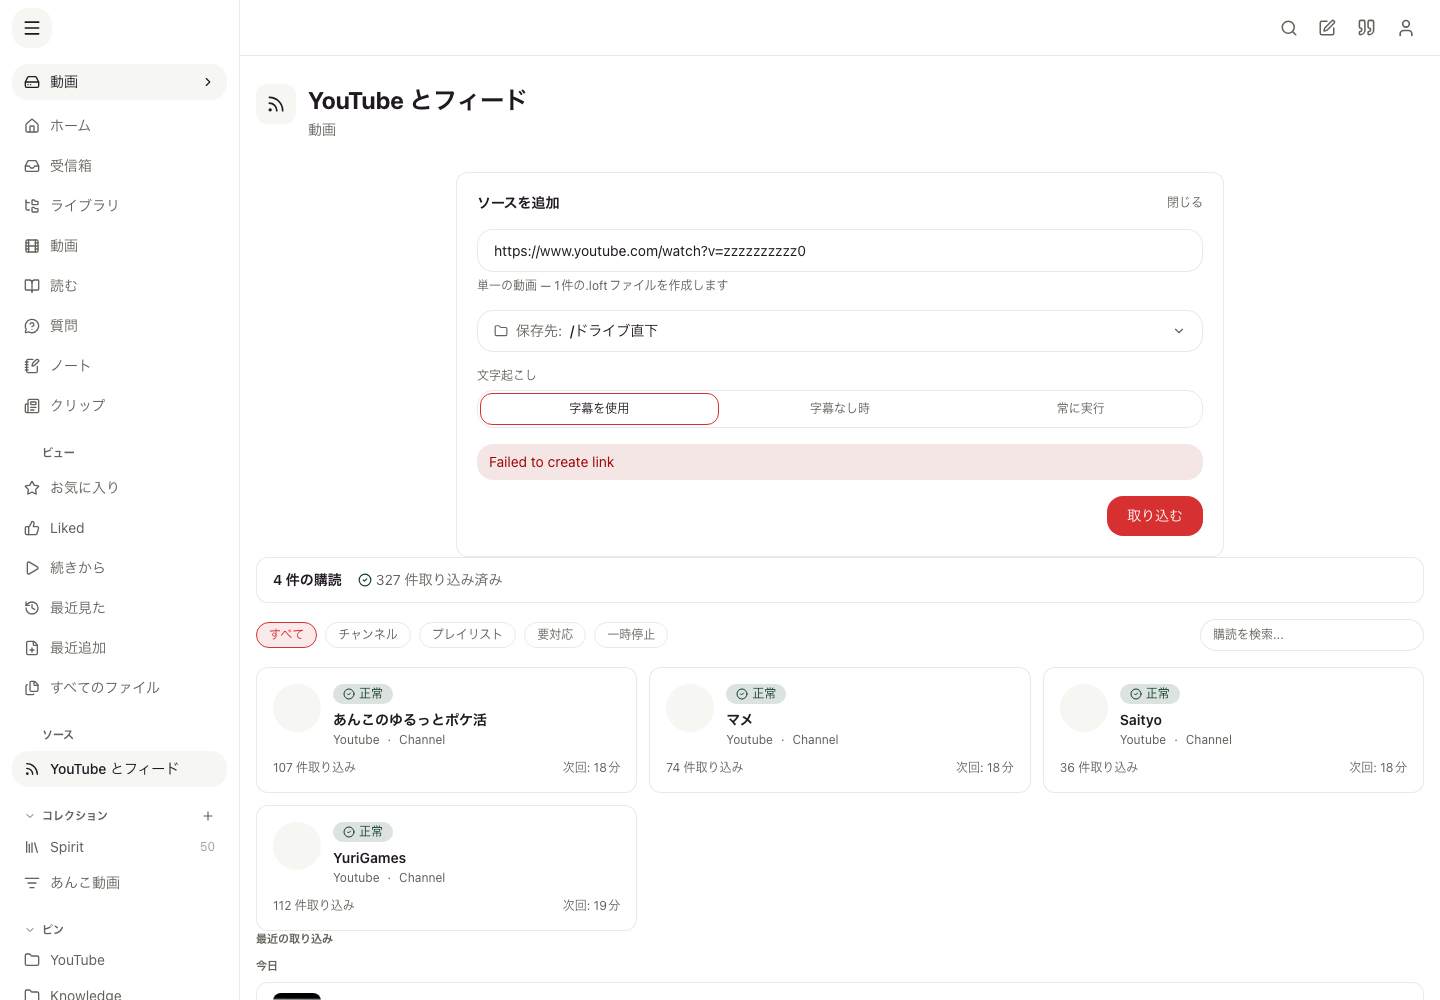 動画
ホーム
受信箱
ライブラリ
動画
読む
質問
ノート
クリップ
ビュー
お気に入り
Liked
続きから
最近見た
最近追加
すべてのファイル
ソース
YouTube とフィード
コレクション
Spirit 50
あんこ動画
ピン
YouTube
Knowledge
YouTube とフィード
動画
ソースを追加 閉じる
https://www.youtube.com/watch?v=zzzzzzzzzz0
単一の動画 — 1件の.loftファイルを作成します
保存先: /ドライブ直下
文字起こし
字幕を使用 字幕なし時 常に実行
Failed to create link
取り込む
4 件の購読 327 件取り込み済み
すべて チャンネル プレイリスト 要対応 一時停止 購読を検索...
正常
あんこのゆるっとポケ活
Youtube · Channel
107 件取り込み 次回: 18分
正常
マメ
Youtube · Channel
74 件取り込み 次回: 18分
正常
Saityo
Youtube · Channel
36 件取り込み 次回: 18分
正常
YuriGames
Youtube · Channel
112 件取り込み 次回: 19分
最近の取り込み
今日